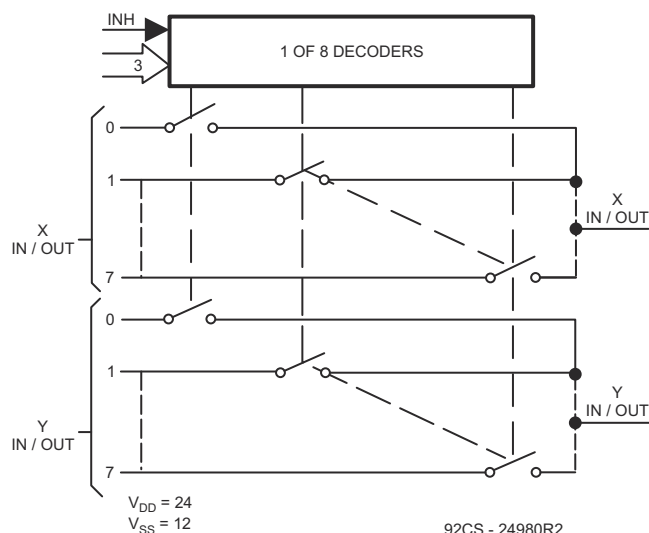 INH
3
1 OF 8 DECODERS
0
1
X
IN / OUT
X
IN / OUT
7
0
1
Y
IN / OUT
Y
IN / OUT
7
V_DD = 24
V_SS = 12
92CS - 24980R2